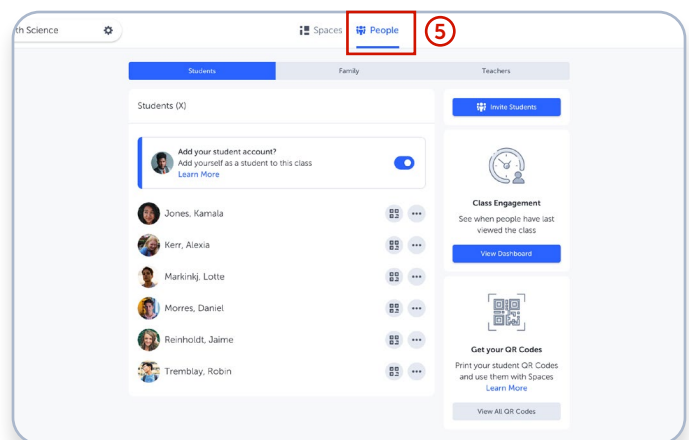 th Science
Spaces
People
5
Students
Family
Teachers
Students (X)
Invite Students
Add your student account?
Add yourself as a student to this class
Learn More
Jones, Kamala
Kerr, Alexia
Markinkj, Lotte
Morres, Daniel
Reinholdt, Jaime
Tremblay, Robin
Class Engagement
See when people have last
viewed the class
View Dashboard
Get your QR Codes
Print your student QR Codes
and use them with Spaces
Learn More
View All QR Codes